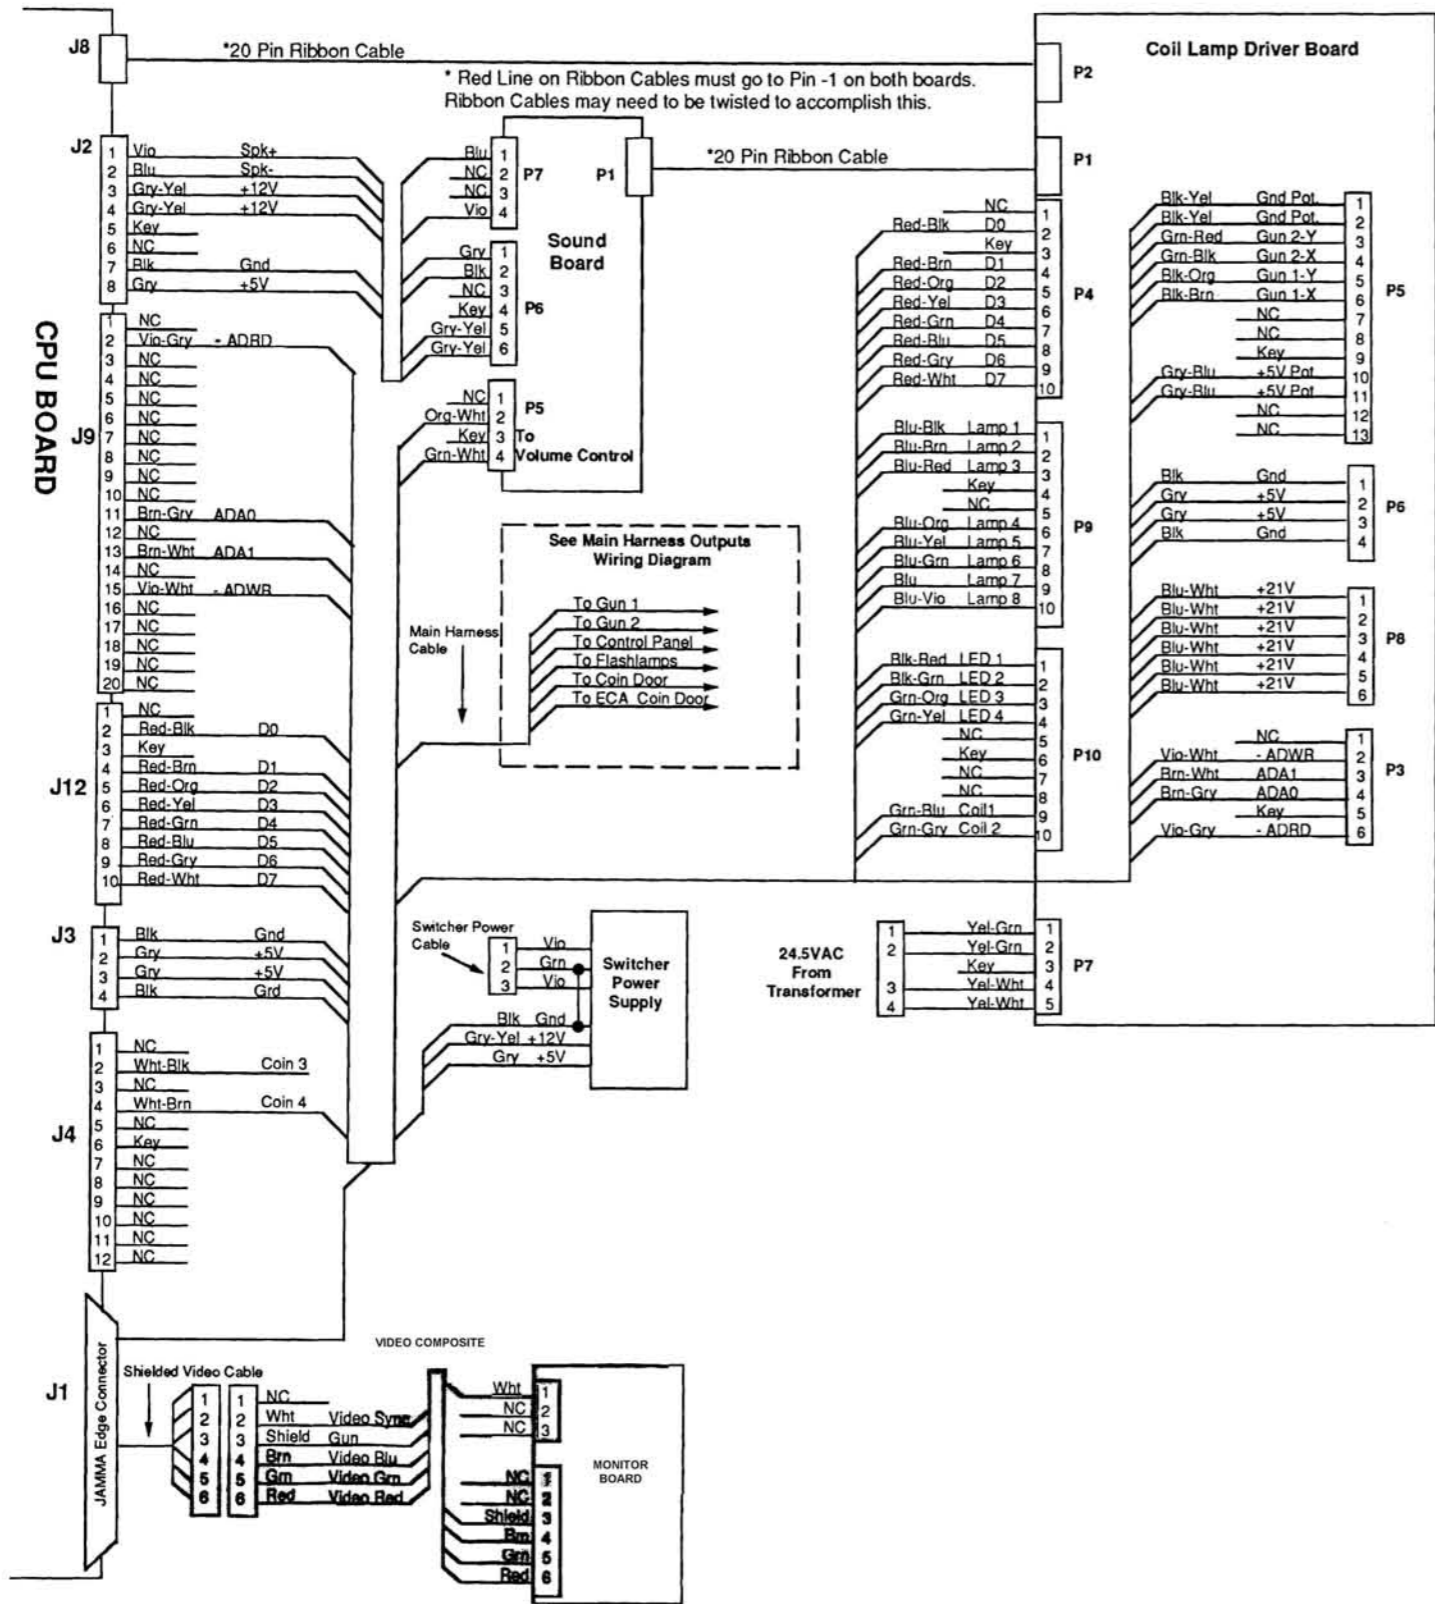 J8
*20 Pin Ribbon Cable
* Red Line on Ribbon Cables must go to Pin -1 on both boards.
Ribbon Cables may need to be twisted to accomplish this.
Coil Lamp Driver Board
P2
CPU BOARD
J2
1 Vio Spk+
2 Blu Spk-
3 Gry-Yel +12V
4 Gry-Yel +12V
5 Key
6 NC
7 Blk Gnd
8 Gry +5V
J9
1 NC
2 Vio-Gry - ADRD
3 NC
4 NC
5 NC
6 NC
7 NC
8 NC
9 NC
10 NC
11 Brn-Gry ADA0
12 NC
13 Brn-Wht ADA1
14 NC
15 Vio-Wht - ADWR
16 NC
17 NC
18 NC
19 NC
20 NC
J12
1 NC
2 Red-Blk D0
3 Key
4 Red-Brn D1
5 Red-Org D2
6 Red-Yel D3
7 Red-Grn D4
8 Red-Blu D5
9 Red-Gry D6
10 Red-Wht D7
J3
1 Blk Gnd
2 Gry +5V
3 Gry +5V
4 Blk Grd
J4
1 NC
2 Wht-Blk Coin 3
3 NC
4 Wht-Brn Coin 4
5 NC
6 Key
7 NC
8 NC
9 NC
10 NC
11 NC
12 NC
Sound
Board
P7
Blu 1
NC 2
NC 3
Vio 4
P1
*20 Pin Ribbon Cable
P1
P6
Gry 1
Blk 2
NC 3
Key 4
Gry-Yel 5
Gry-Yel 6
P5
NC 1
Org-Wht 2
Key 3
Grn-Wht 4
To
Volume Control
See Main Harness Outputs
Wiring Diagram
To Gun 1
To Gun 2
To Control Panel
To Flashlamps
To Coin Door
To ECA Coin Door
Main Harness
Cable
P4
NC 1
Red-Blk D0 2
Key 3
Red-Brn D1 4
Red-Org D2 5
Red-Yel D3 6
Red-Grn D4 7
Red-Blu D5 8
Red-Gry D6 9
Red-Wht D7 10
P9
Blu-Blk Lamp 1 1
Blu-Brn Lamp 2 2
Blu-Red Lamp 3 3
Key 4
NC 5
Blu-Org Lamp 4 6
Blu-Yel Lamp 5 7
Blu-Grn Lamp 6 8
Blu Lamp 7 9
Blu-Vio Lamp 8 10
P10
Blk-Red LED 1 1
Blk-Grn LED 2 2
Grn-Org LED 3 3
Grn-Yel LED 4 4
NC 5
Key 6
NC 7
NC 8
Grn-Blu Coil1 9
Grn-Gry Coil 2 10
P5
Blk-Yel Gnd Pot. 1
Blk-Yel Gnd Pot. 2
Grn-Red Gun 2-Y 3
Grn-Blk Gun 2-X 4
Blk-Org Gun 1-Y 5
Blk-Brn Gun 1-X 6
NC 7
NC 8
Key 9
Gry-Blu +5V Pot 10
Gry-Blu +5V Pot 11
NC 12
NC 13
P6
Blk Gnd 1
Gry +5V 2
Gry +5V 3
Blk Gnd 4
P8
Blu-Wht +21V 1
Blu-Wht +21V 2
Blu-Wht +21V 3
Blu-Wht +21V 4
Blu-Wht +21V 5
Blu-Wht +21V 6
P3
NC 1
Vio-Wht - ADWR 2
Brn-Wht ADA1 3
Brn-Gry ADA0 4
Key 5
Vio-Gry - ADRD 6
Switcher Power
Cable
1 Vio
2 Grn
3 Vio
Blk Gnd
Gry-Yel +12V
Gry +5V
Switcher
Power
Supply
24.5VAC
From
Transformer
1 Yel-Grn 1
2 Yel-Grn 2
Key 3
3 Yel-Wht 4
4 Yel-Wht 5
P7
J1
JAMMA Edge Connector
Shielded Video Cable
VIDEO COMPOSITE
1 1 NC
2 2 Wht Video Sync
3 3 Shield Gun
4 4 Brn Video Blu
5 5 Grn Video Grn
6 6 Red Video Red
MONITOR
BOARD
Wht 1
NC 2
NC 3
NC 1
NC 2
Shield 3
Brn 4
Grn 5
Red 6